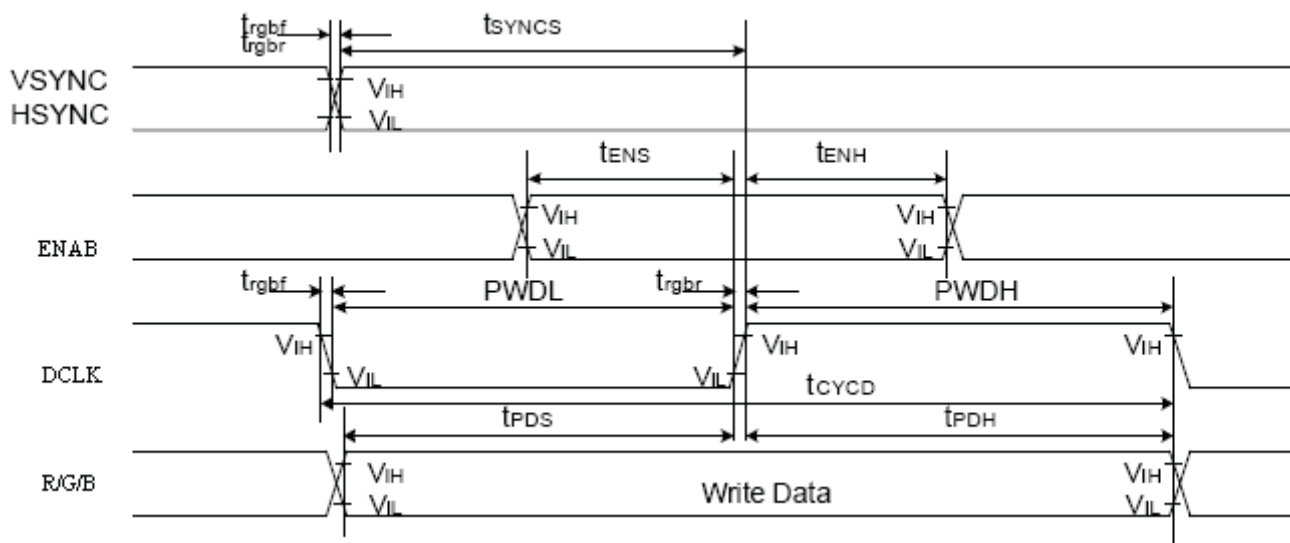 trgbf
trgbr
tSYNCS
VSYNC
HSYNC
VIH
VIL
tENS
tENH
ENAB
VIH
VIL
VIH
VIL
trgbf
PWDL
trgbr
PWDH
DCLK
VIH
VIL
VIL
VIH
VIH
tCYCD
tPDS
tPDH
R/G/B
VIH
VIL
Write Data
VIH
VIL